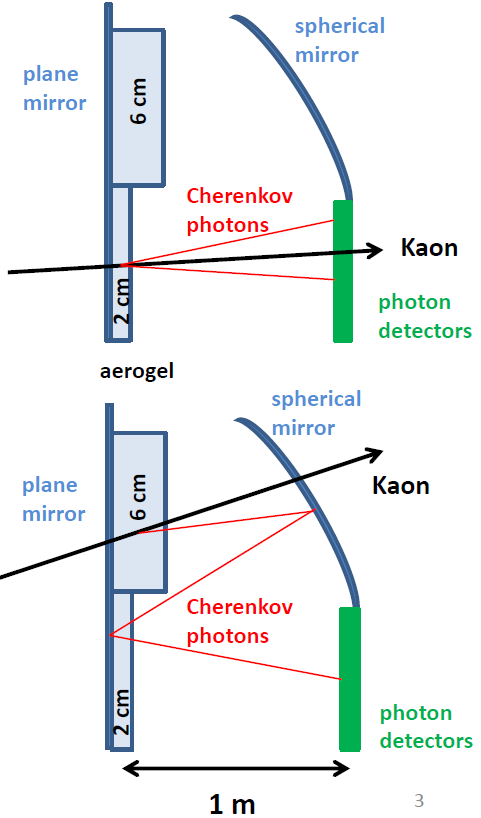 spherical
mirror
plane
mirror
6 cm
Cherenkov
photons
Kaon
2 cm
photon
detectors
aerogel
spherical
mirror
Kaon
plane
mirror
6 cm
Cherenkov
photons
2 cm
photon
detectors
1 m
3